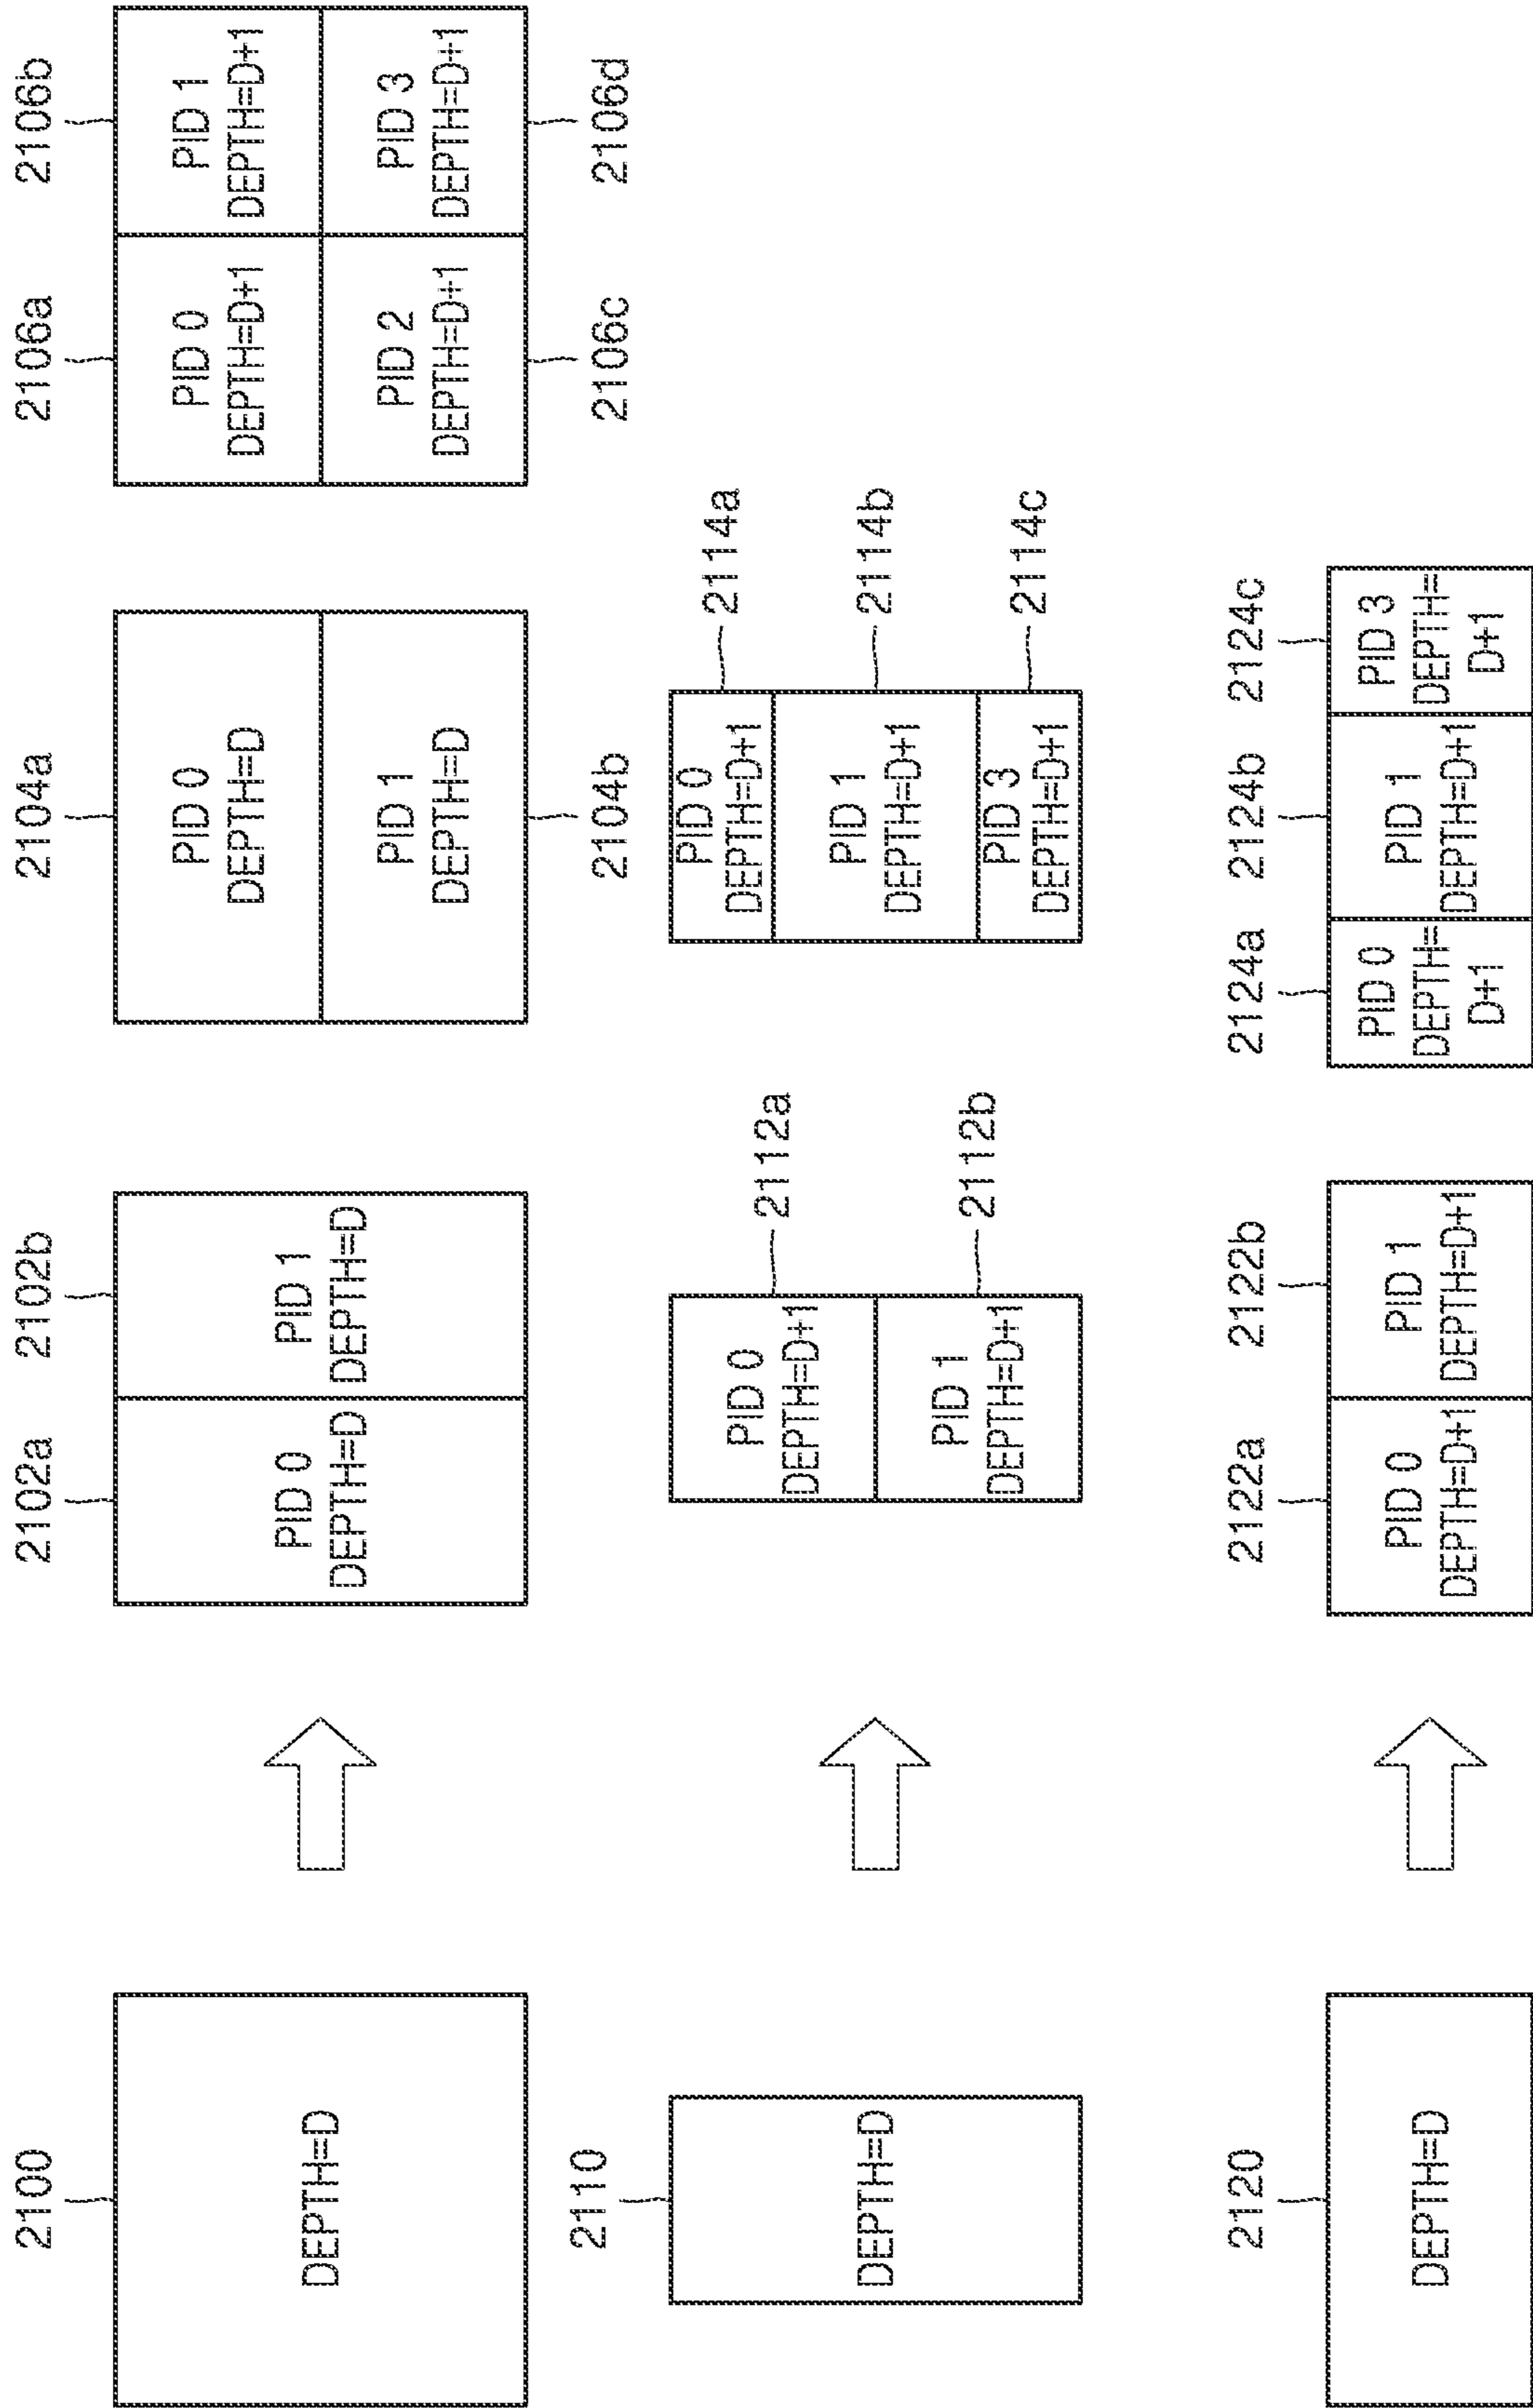 2100
DEPTH=D
2102a
2102b
PID 0
DEPTH=D
PID 1
DEPTH=D
2104a
PID 0
DEPTH=D
PID 1
DEPTH=D
2104b
2106a
2106b
PID 0
DEPTH=D+1
PID 1
DEPTH=D+1
PID 2
DEPTH=D+1
PID 3
DEPTH=D+1
2106c
2106d
2110
DEPTH=D
PID 0
DEPTH=D+1
2112a
PID 1
DEPTH=D+1
2112b
PID 0
DEPTH=D+1
2114a
PID 1
DEPTH=D+1
2114b
PID 3
DEPTH=D+1
2114c
2120
DEPTH=D
2122a
2122b
PID 0
DEPTH=D+1
PID 1
DEPTH=D+1
2124a
2124b
2124c
PID 0
DEPTH=
D+1
PID 1
DEPTH=D+1
PID 3
DEPTH=
D+1